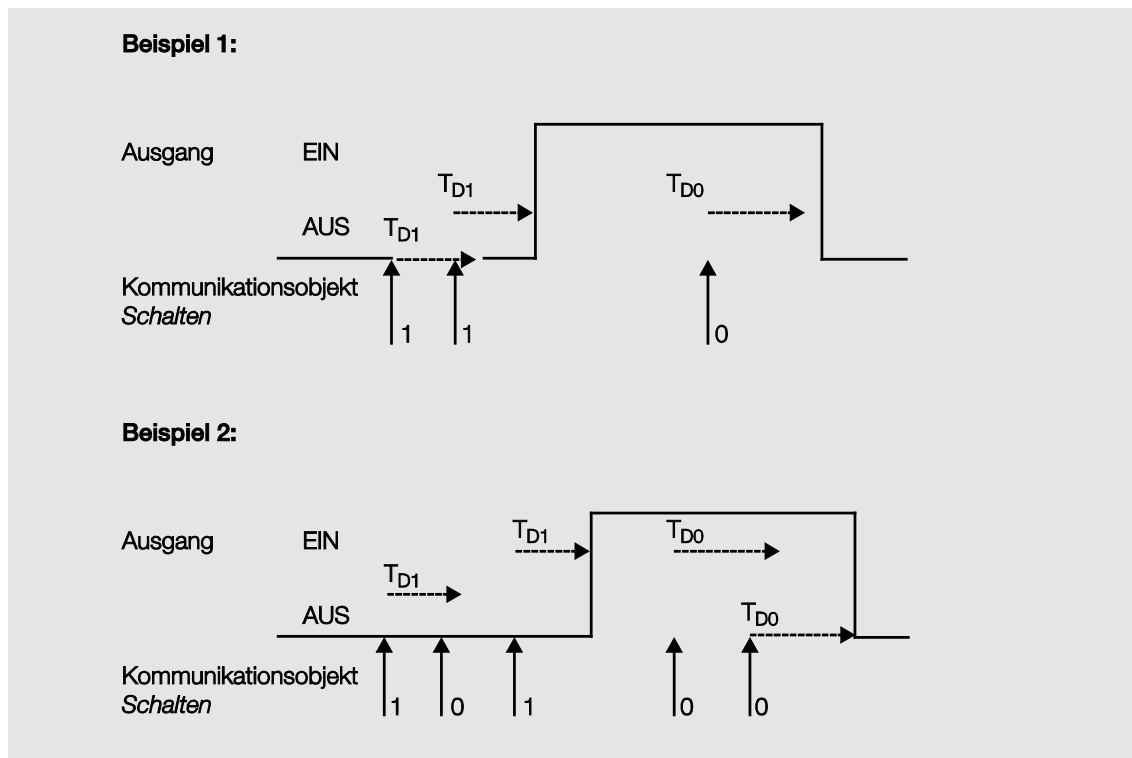 Beispiel 1:
Ausgang EIN
T_D1 T_D0
AUS T_D1
Kommunikationsobjekt
Schalten
1 1 0
Beispiel 2:
Ausgang EIN T_D1 T_D0
T_D1
AUS T_D0
Kommunikationsobjekt
Schalten 1 0 1 0 0